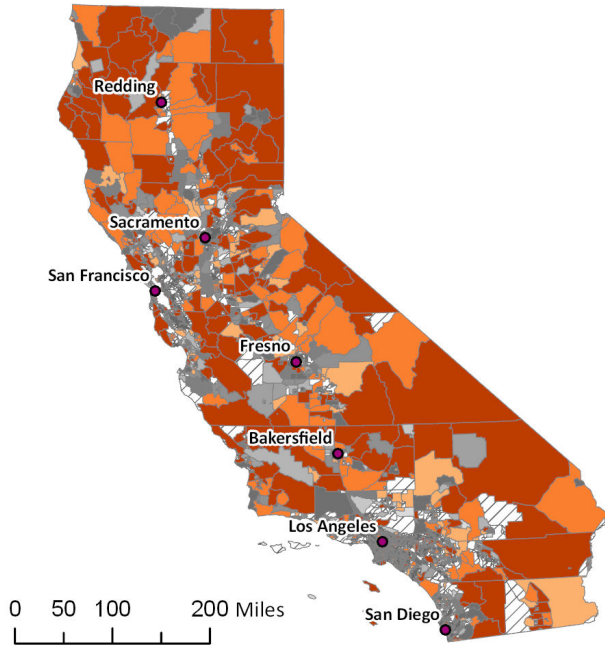 Redding
Sacramento
San Francisco
Fresno
Bakersfield
Los Angeles
San Diego
0 50 100 200 Miles